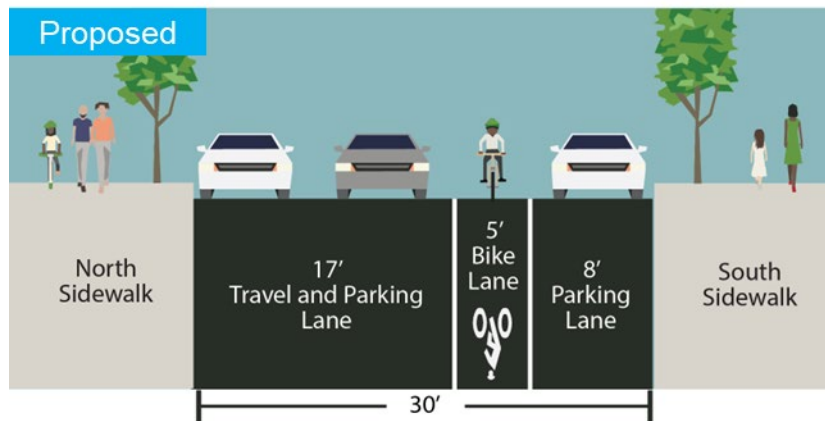 Proposed
North
Sidewalk
17'
Travel and Parking
Lane
5'
Bike
Lane
8'
Parking
Lane
South
Sidewalk
30'